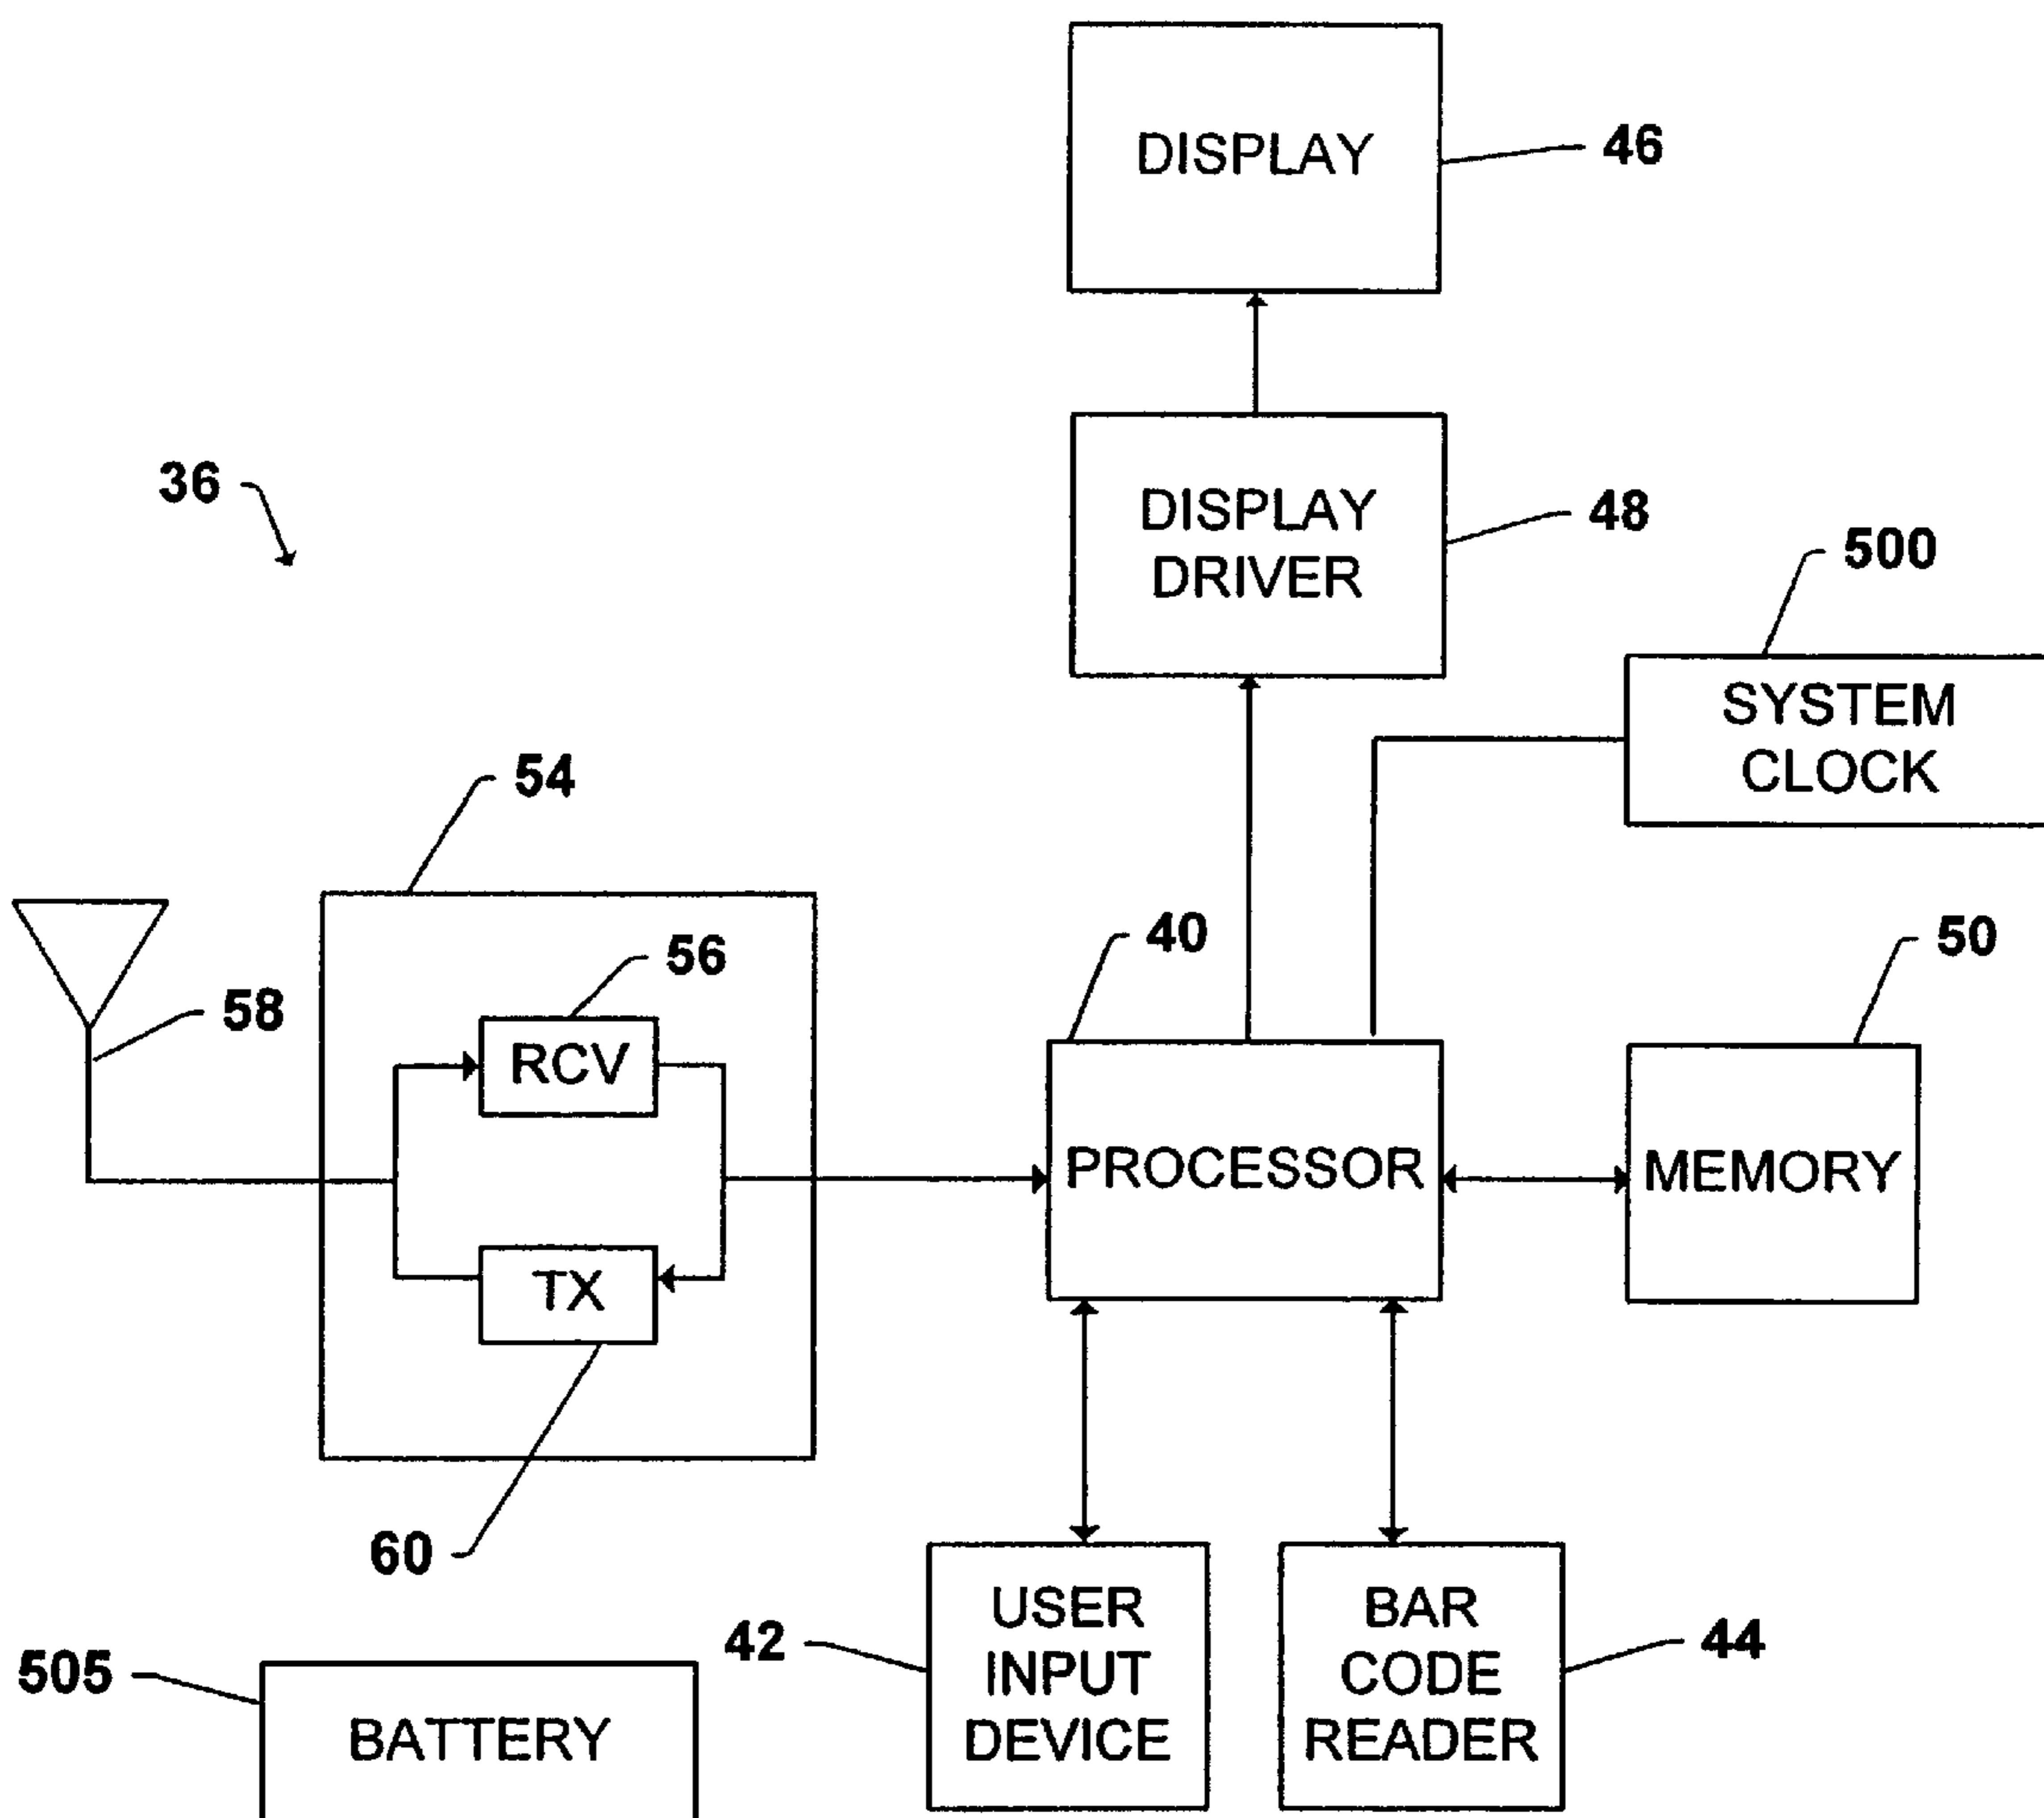 DISPLAY
46
36
DISPLAY
DRIVER
48
500
SYSTEM
CLOCK
54
40
50
56
58
RCV
PROCESSOR
MEMORY
TX
60
42
USER
INPUT
DEVICE
BAR
CODE
READER
44
505
BATTERY